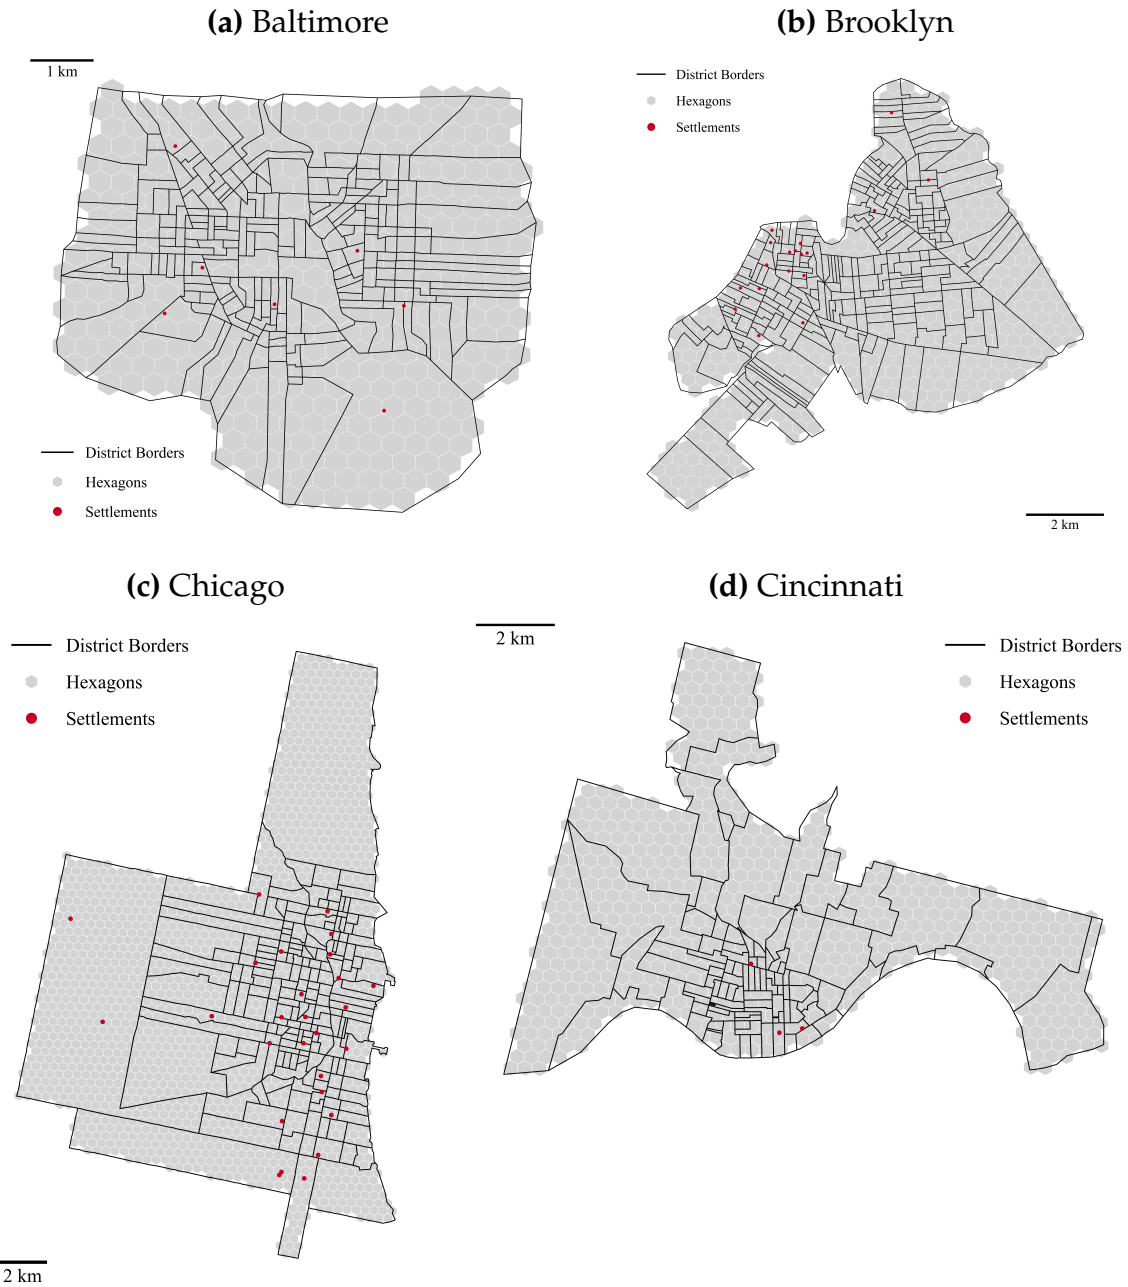 (a) Baltimore
1 km
District Borders
Hexagons
Settlements
(b) Brooklyn
District Borders
Hexagons
Settlements
2 km
(c) Chicago
District Borders
Hexagons
Settlements
2 km
(d) Cincinnati
2 km
District Borders
Hexagons
Settlements